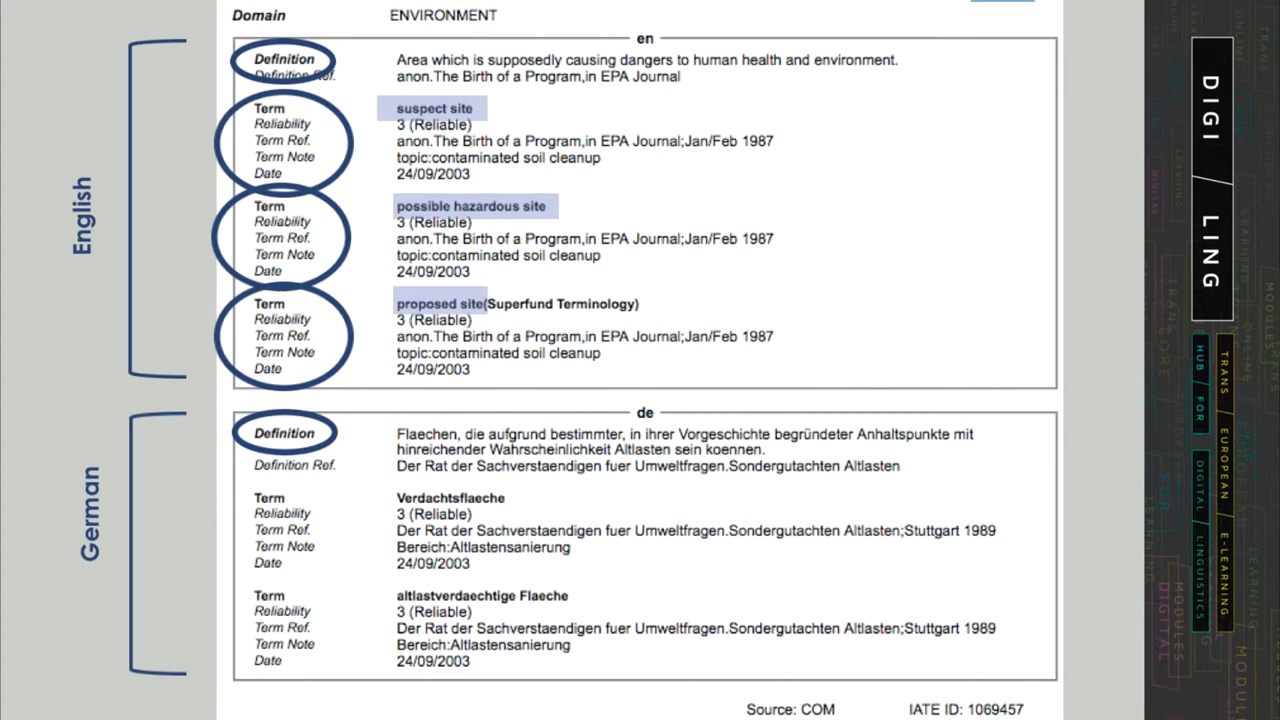 Domain ENVIRONMENT
English
en
Definition Area which is supposedly causing dangers to human health and environment.
Definition Ref. anon.The Birth of a Program,in EPA Journal
Term suspect site
Reliability 3 (Reliable)
Term Ref. anon.The Birth of a Program,in EPA Journal;Jan/Feb 1987
Term Note topic:contaminated soil cleanup
Date 24/09/2003
Term possible hazardous site
Reliability 3 (Reliable)
Term Ref. anon.The Birth of a Program,in EPA Journal;Jan/Feb 1987
Term Note topic:contaminated soil cleanup
Date 24/09/2003
Term proposed site(Superfund Terminology)
Reliability 3 (Reliable)
Term Ref. anon.The Birth of a Program,in EPA Journal;Jan/Feb 1987
Term Note topic:contaminated soil cleanup
Date 24/09/2003
German
de
Definition Flaechen, die aufgrund bestimmter, in ihrer Vorgeschichte begründeter Anhaltspunkte mit
hinreichender Wahrscheinlichkeit Altlasten sein koennen.
Definition Ref. Der Rat der Sachverstaendigen fuer Umweltfragen.Sondergutachten Altlasten
Term Verdachtsflaeche
Reliability 3 (Reliable)
Term Ref. Der Rat der Sachverstaendigen fuer Umweltfragen.Sondergutachten Altlasten;Stuttgart 1989
Term Note Bereich:Altlastensanierung
Date 24/09/2003
Term altlastverdaechtige Flaeche
Reliability 3 (Reliable)
Term Ref. Der Rat der Sachverstaendigen fuer Umweltfragen.Sondergutachten Altlasten;Stuttgart 1989
Term Note Bereich:Altlastensanierung
Date 24/09/2003
Source: COM IATE ID: 1069457
DIGI / LING
TRANS / EUROPEAN / E-LEARNING
HUB / FOR / DIGITAL / LINGUISTICS